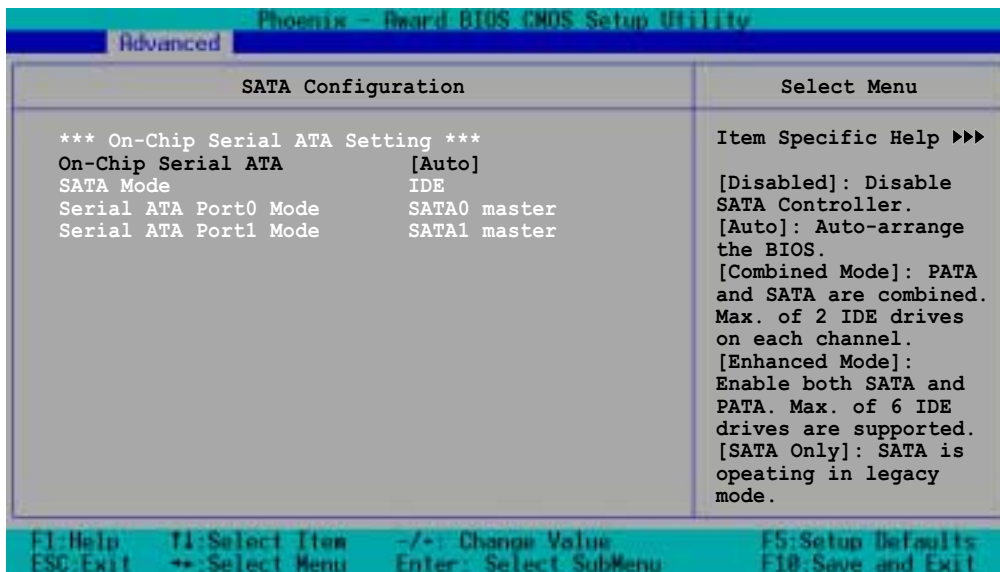 Phoenix - Award BIOS CMOS Setup Utility
Advanced
SATA Configuration
Select Menu
*** On-Chip Serial ATA Setting ***
On-Chip Serial ATA [Auto]
SATA Mode IDE
Serial ATA Port0 Mode SATA0 master
Serial ATA Port1 Mode SATA1 master
Item Specific Help ▶▶▶
[Disabled]: Disable
SATA Controller.
[Auto]: Auto-arrange
the BIOS.
[Combined Mode]: PATA
and SATA are combined.
Max. of 2 IDE drives
on each channel.
[Enhanced Mode]:
Enable both SATA and
PATA. Max. of 6 IDE
drives are supported.
[SATA Only]: SATA is
opeating in legacy
mode.
F1:Help ↑↓:Select Item -/+: Change Value F5:Setup Defaults
ESC:Exit ←→:Select Menu Enter: Select SubMenu F10:Save and Exit